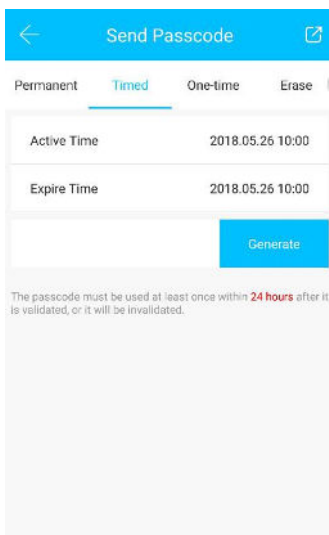 Send Passcode
Permanent Timed One-time Erase
Active Time 2018.05.26 10:00
Expire Time 2018.05.26 10:00
Generate
The passcode must be used at least once within 24 hours after it
is validated, or it will be invalidated.